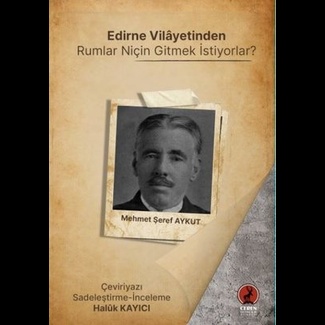 Edirne Vilâyetinden
Rumlar Niçin Gitmek İstiyorlar?
Mehmet Şeref AYKUT
Çeviriyazı
Sadeleştirme-İnceleme
Halûk KAYICI